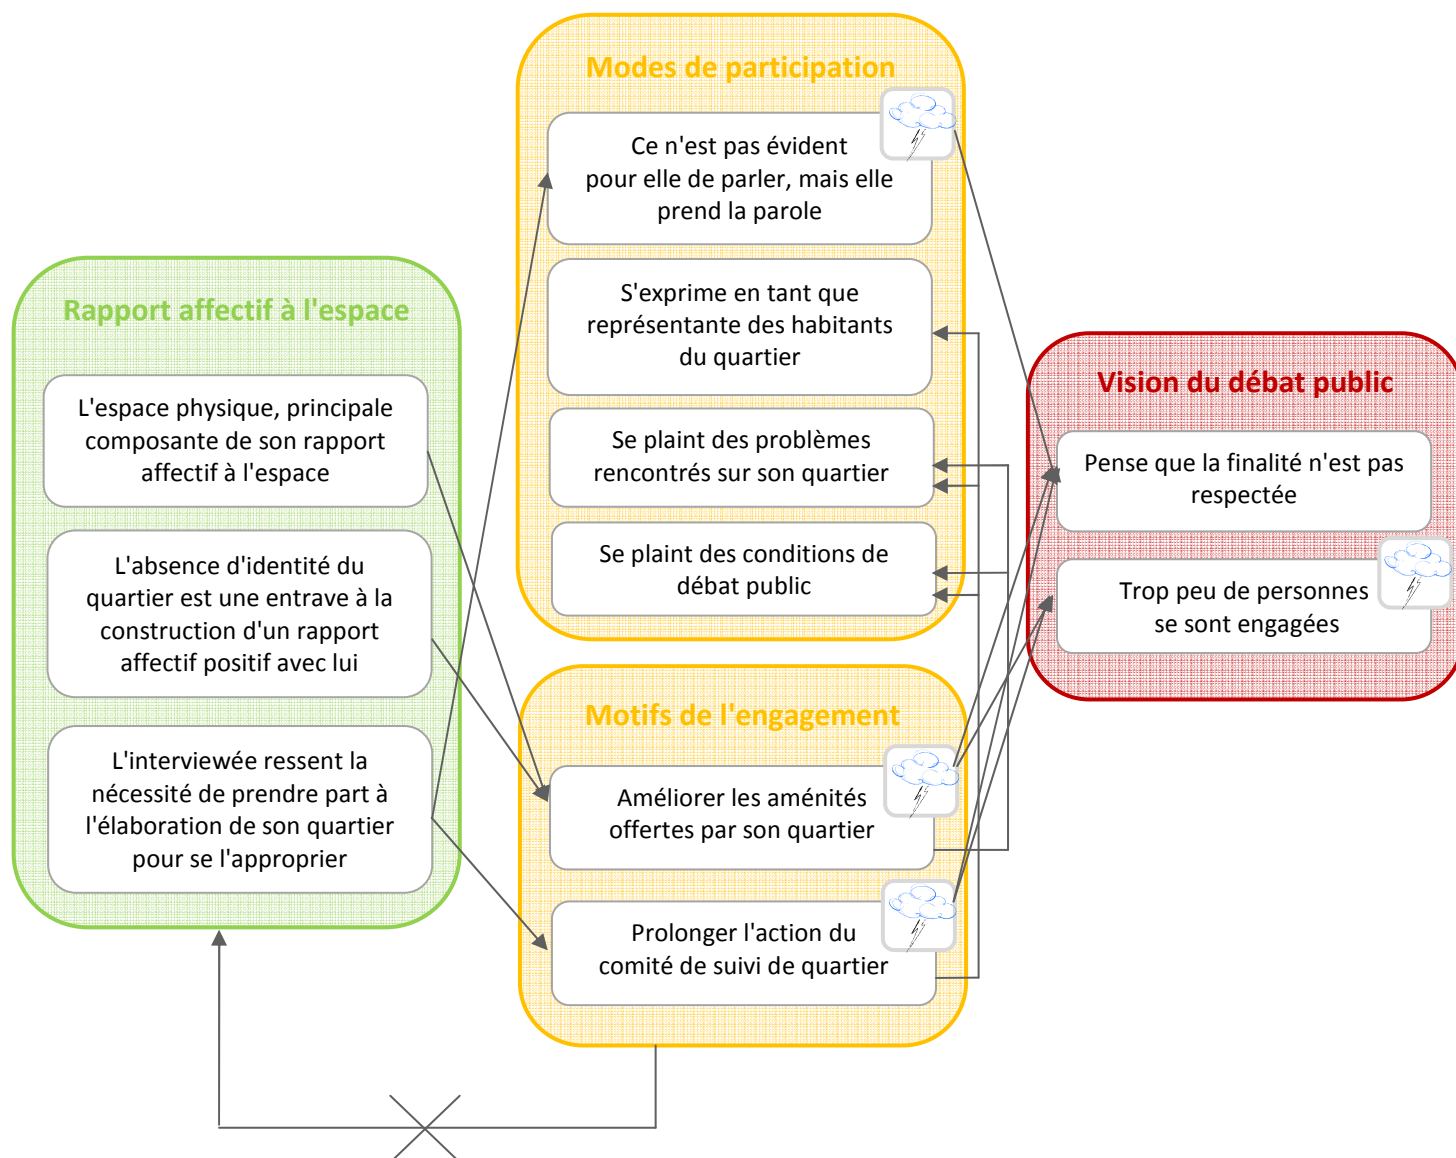 Modes de participation
Ce n'est pas évident
pour elle de parler, mais elle
prend la parole
S'exprime en tant que
représentante des habitants
du quartier
Se plaint des problèmes
rencontrés sur son quartier
Se plaint des conditions de
débat public
Rapport affectif à l'espace
L'espace physique, principale
composante de son rapport
affectif à l'espace
L'absence d'identité du
quartier est une entrave à la
construction d'un rapport
affectif positif avec lui
L'interviewée ressent la
nécessité de prendre part à
l'élaboration de son quartier
pour se l'approprier
Motifs de l'engagement
Améliorer les aménités
offertes par son quartier
Prolonger l'action du
comité de suivi de quartier
Vision du débat public
Pense que la finalité n'est pas
respectée
Trop peu de personnes
se sont engagées